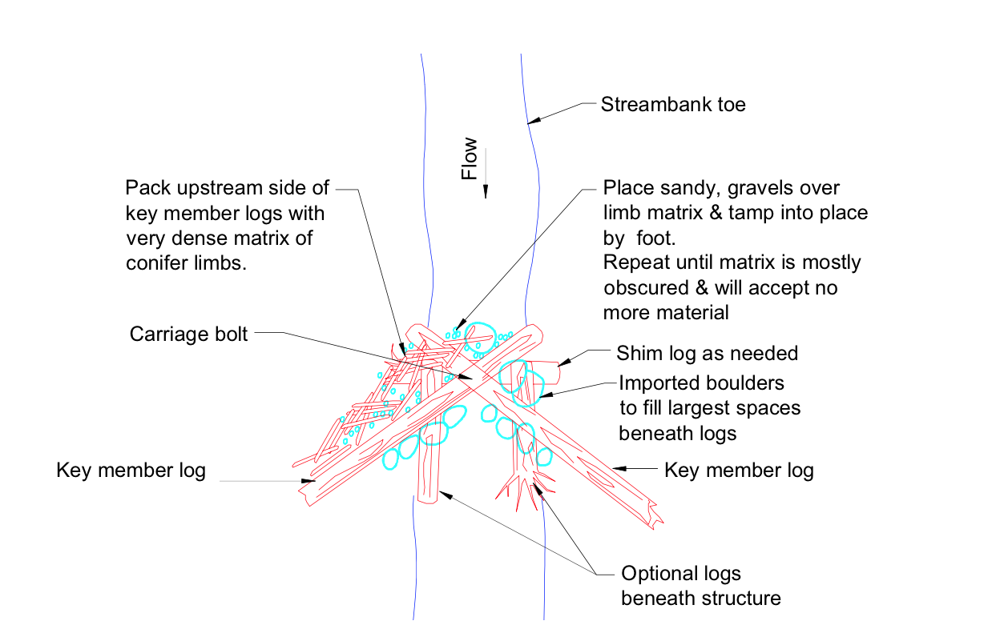 Streambank toe
Flow
Pack upstream side of
key member logs with
very dense matrix of
conifer limbs.
Place sandy, gravels over
limb matrix & tamp into place
by  foot.
Repeat until matrix is mostly
obscured & will accept no
more material
Carriage bolt
Shim log as needed
Imported boulders
to fill largest spaces
beneath logs
Key member log
Key member log
Optional logs
beneath structure